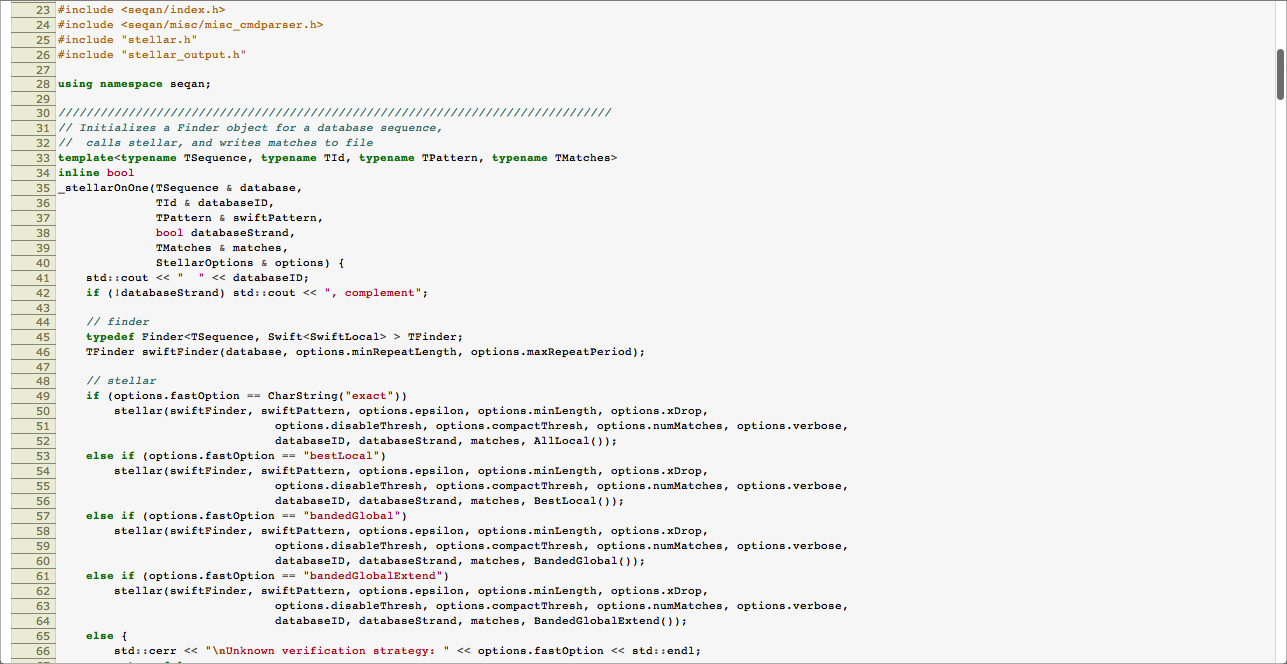 23 #include <seqan/index.h>
24 #include <seqan/misc/misc_cmdparser.h>
25 #include "stellar.h"
26 #include "stellar_output.h"
27
28 using namespace seqan;
29
30 ///////////////////////////////////////////////////////////////////////////////
31 // Initializes a Finder object for a database sequence,
32 //  calls stellar, and writes matches to file
33 template<typename TSequence, typename TId, typename TPattern, typename TMatches>
34 inline bool
35 _stellarOnOne(TSequence & database,
36               TId & databaseID,
37               TPattern & swiftPattern,
38               bool databaseStrand,
39               TMatches & matches,
40               StellarOptions & options) {
41     std::cout << "  " << databaseID;
42     if (!databaseStrand) std::cout << ", complement";
43
44     // finder
45     typedef Finder<TSequence, Swift<SwiftLocal> > TFinder;
46     TFinder swiftFinder(database, options.minRepeatLength, options.maxRepeatPeriod);
47
48     // stellar
49     if (options.fastOption == CharString("exact"))
50         stellar(swiftFinder, swiftPattern, options.epsilon, options.minLength, options.xDrop,
51                                options.disableThresh, options.compactThresh, options.numMatches, options.verbose,
52                                databaseID, databaseStrand, matches, AllLocal());
53     else if (options.fastOption == "bestLocal")
54         stellar(swiftFinder, swiftPattern, options.epsilon, options.minLength, options.xDrop,
55                                options.disableThresh, options.compactThresh, options.numMatches, options.verbose,
56                                databaseID, databaseStrand, matches, BestLocal());
57     else if (options.fastOption == "bandedGlobal")
58         stellar(swiftFinder, swiftPattern, options.epsilon, options.minLength, options.xDrop,
59                                options.disableThresh, options.compactThresh, options.numMatches, options.verbose,
60                                databaseID, databaseStrand, matches, BandedGlobal());
61     else if (options.fastOption == "bandedGlobalExtend")
62         stellar(swiftFinder, swiftPattern, options.epsilon, options.minLength, options.xDrop,
63                                options.disableThresh, options.compactThresh, options.numMatches, options.verbose,
64                                databaseID, databaseStrand, matches, BandedGlobalExtend());
65     else {
66         std::cerr << "\nUnknown verification strategy: " << options.fastOption << std::endl;